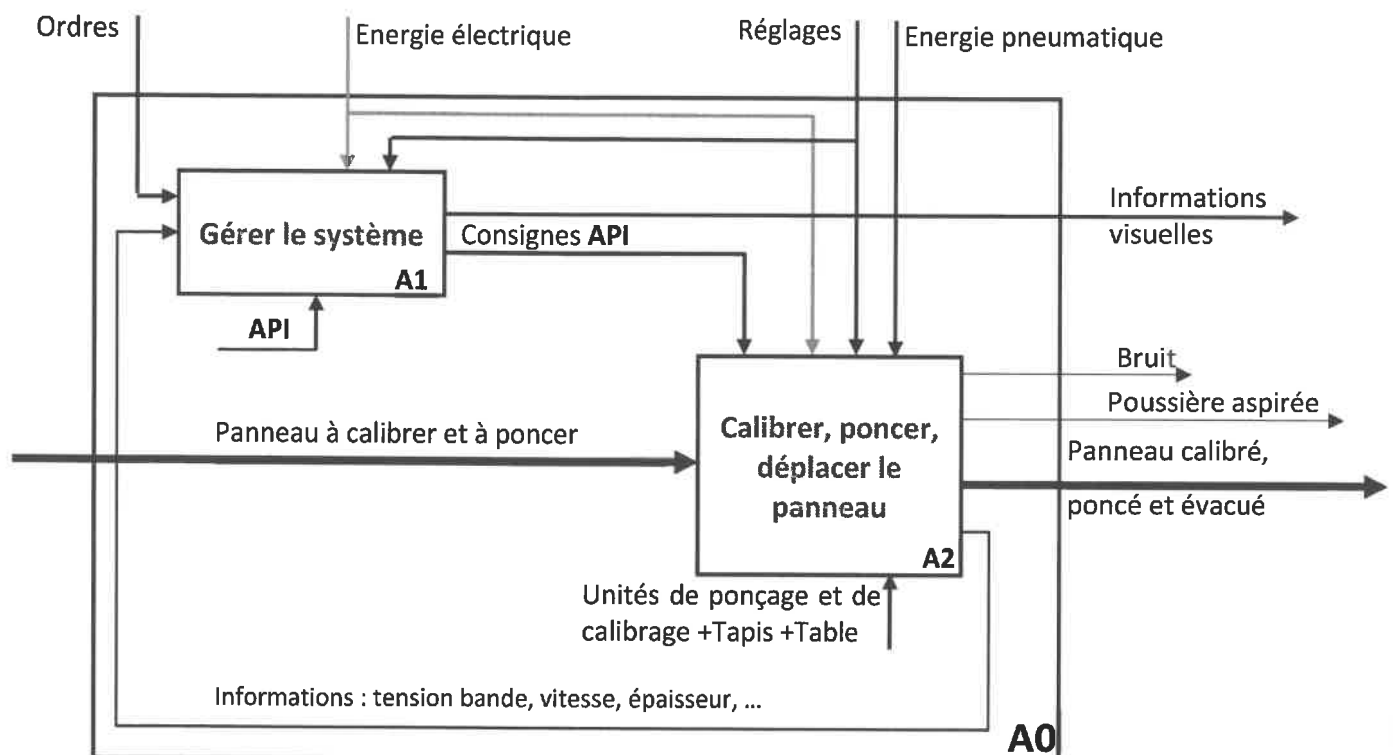 Ordres
Energie électrique
Réglages
Energie pneumatique
Gérer le système
A1
Informations
visuelles
Consignes API
API
Bruit
Poussière aspirée
Panneau à calibrer et à poncer
Calibrer, poncer,
déplacer le
panneau
A2
Panneau calibré,
poncé et évacué
Unités de ponçage et de
calibrage +Tapis +Table
Informations : tension bande, vitesse, épaisseur, ...
A0